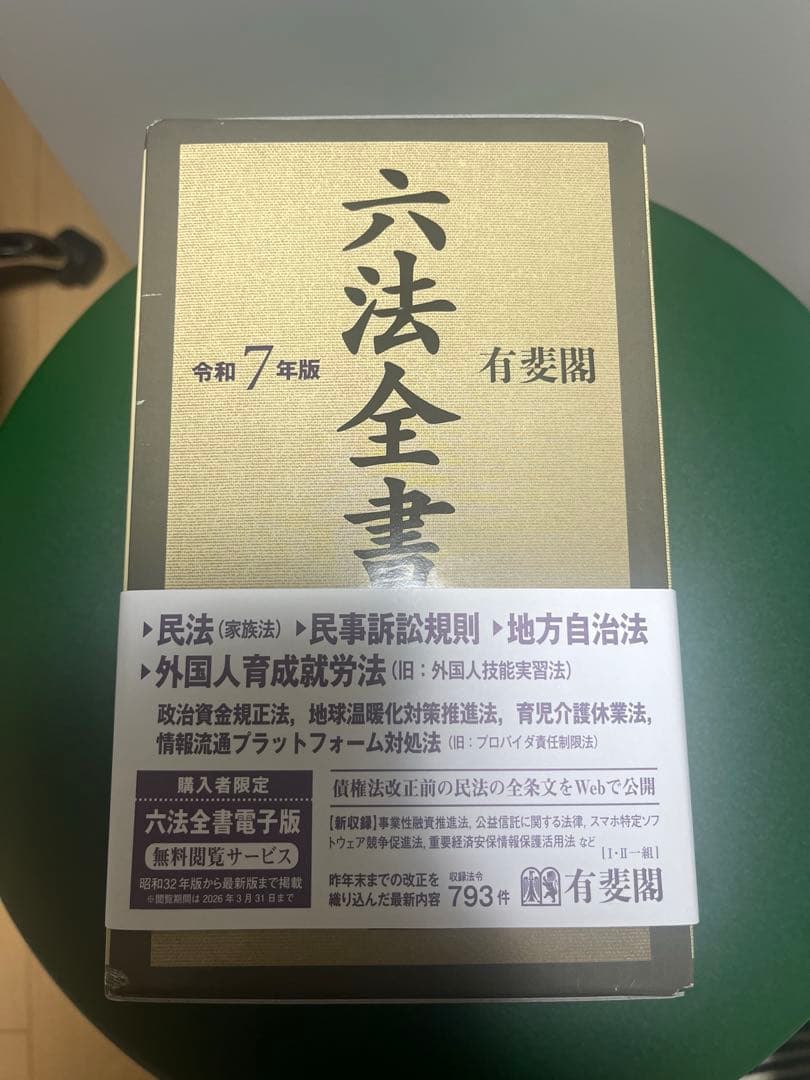 六法全書
令和7年版
有斐閣
▶民法(家族法) ▶民事訴訟規則 ▶地方自治法
▶外国人育成就労法(旧:外国人技能実習法)
政治資金規正法, 地球温暖化対策推進法, 育児介護休業法,
情報流通プラットフォーム対処法(旧:プロバイダ責任制限法)
購入者限定
六法全書電子版
無料閲覧サービス
昭和32年版から最新版まで掲載
※閲覧期間は2026年3月31日まで
債権法改正前の民法の全条文をWebで公開
【新収録】事業性融資推進法, 公益信託に関する法律, スマホ特定ソフ
トウェア競争促進法, 重要経済安保情報保護活用法 など
[I・II一組]
昨年末までの改正を
織り込んだ最新内容
収録法令
793件
有斐閣